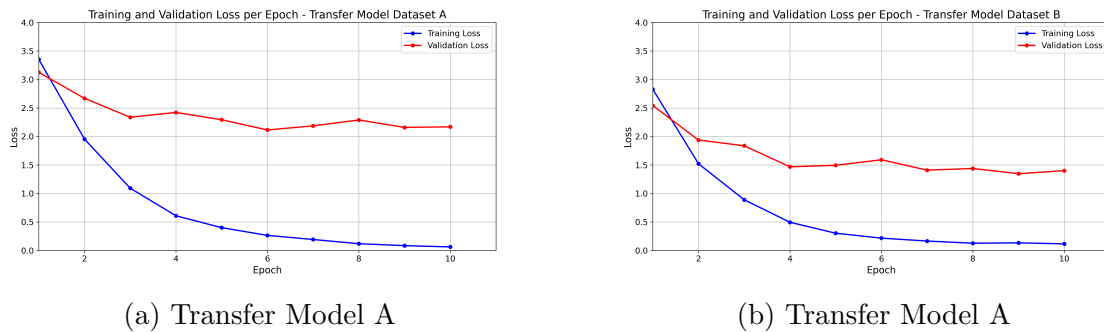 Training and Validation Loss per Epoch - Transfer Model Dataset A
Training Loss
Validation Loss
4.0
3.5
3.0
2.5
2.0
1.5
1.0
0.5
0.0
Loss
2
4
6
8
10
Epoch
(a) Transfer Model A
Training and Validation Loss per Epoch - Transfer Model Dataset B
Training Loss
Validation Loss
4.0
3.5
3.0
2.5
2.0
1.5
1.0
0.5
0.0
Loss
2
4
6
8
10
Epoch
(b) Transfer Model A